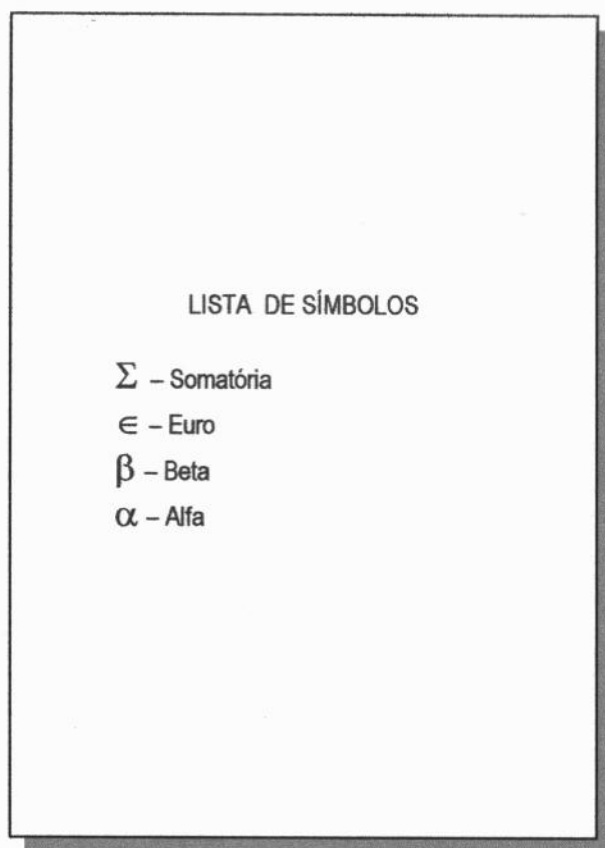 LISTA DE SÍMBOLOS
Σ – Somatória
∈ – Euro
β – Beta
α – Alfa